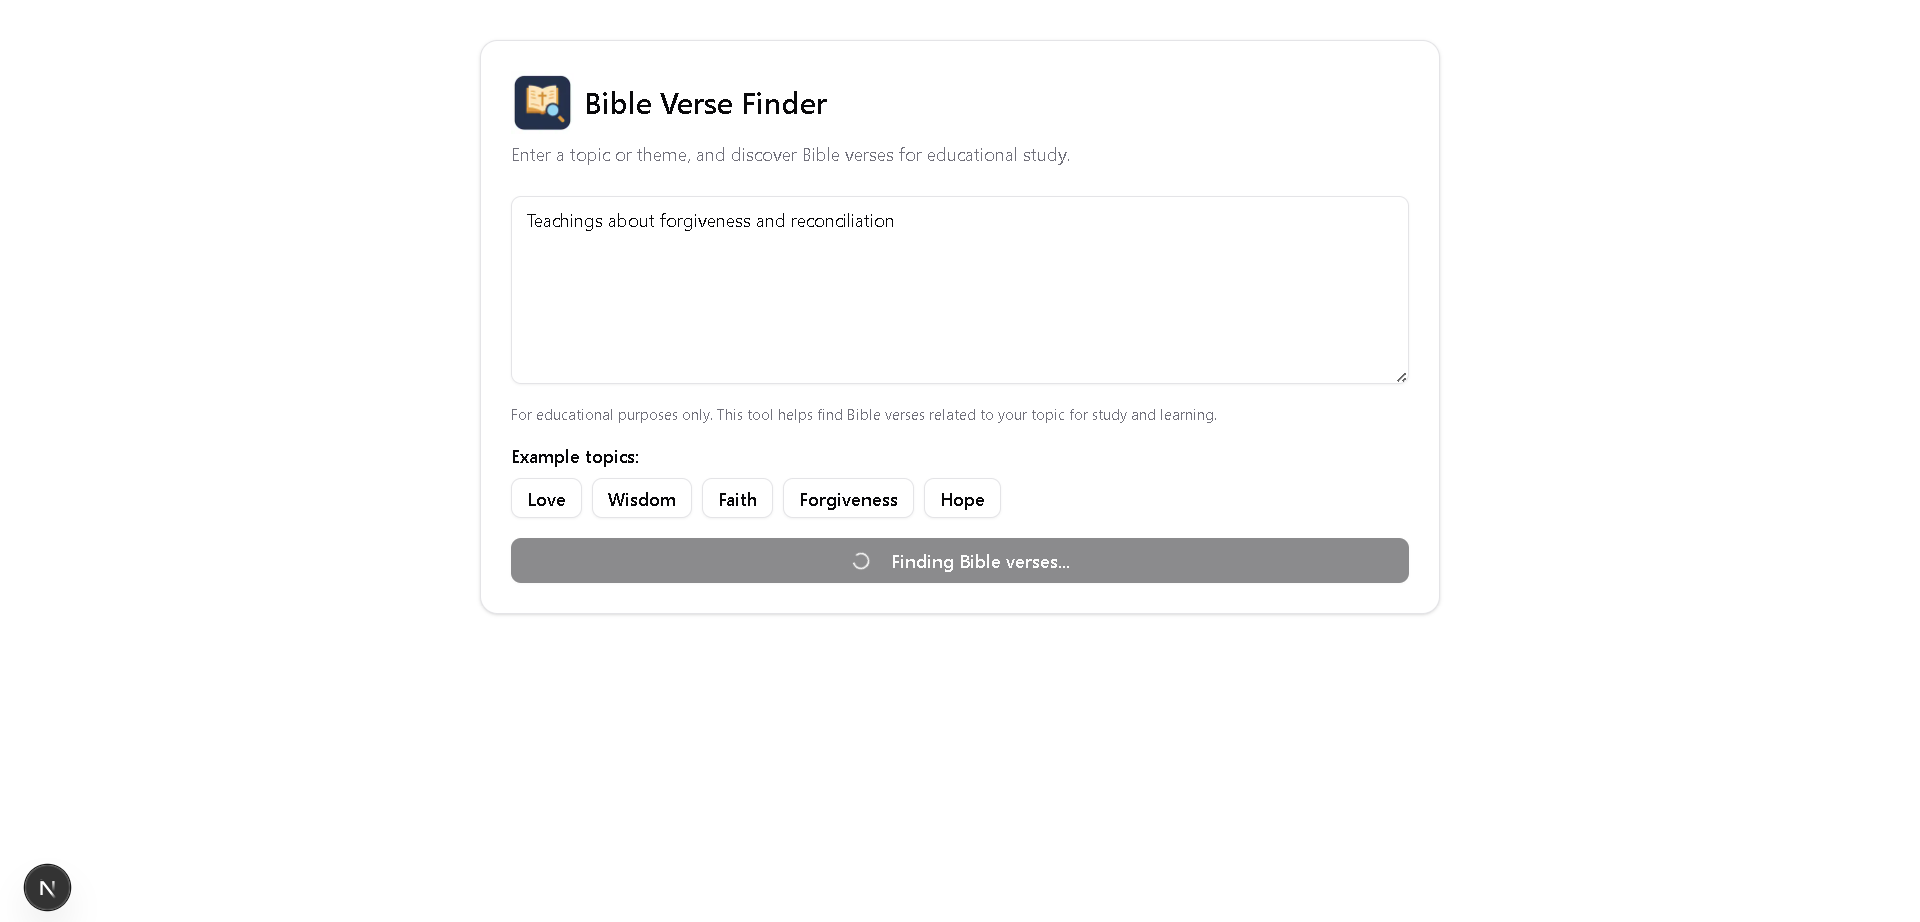 Bible Verse Finder
Enter a topic or theme, and discover Bible verses for educational study.
Teachings about forgiveness and reconciliation
For educational purposes only. This tool helps find Bible verses related to your topic for study and learning.
Example topics:
Love Wisdom Faith Forgiveness Hope
Finding Bible verses...
N